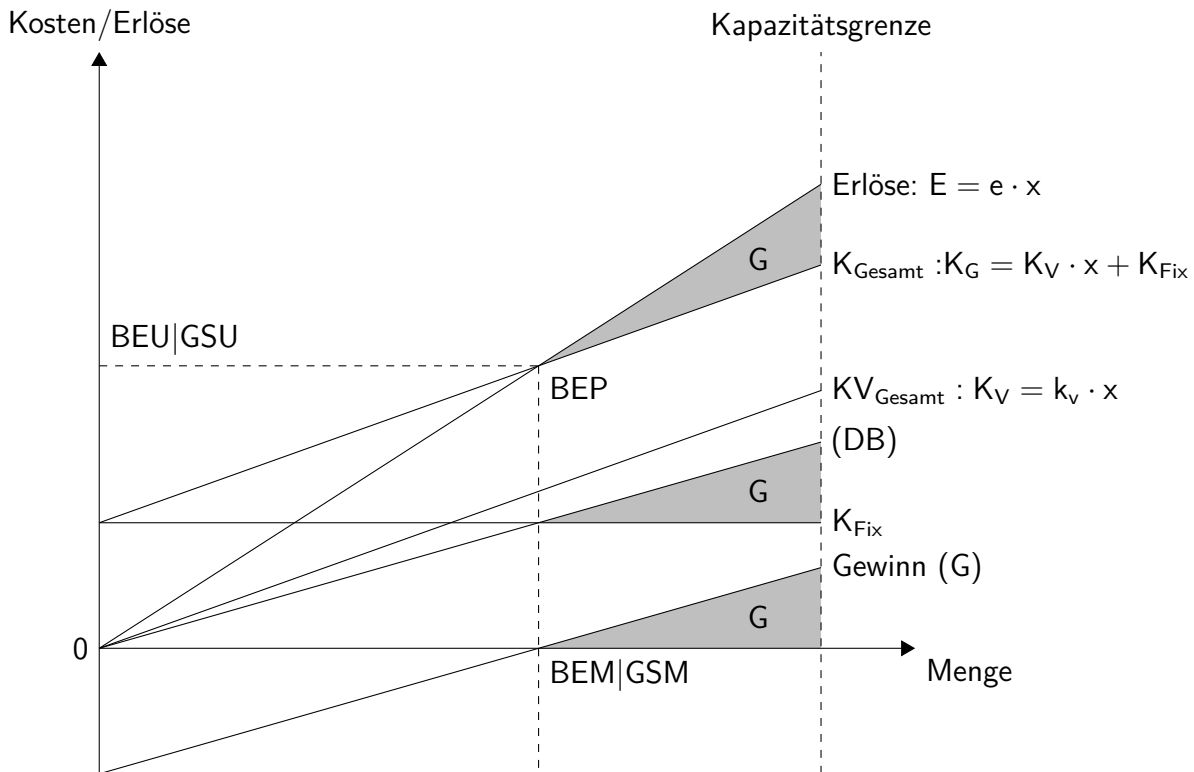 Kosten/Erlöse
Kapazitätsgrenze
Erlöse: E = e · x
G
K_Gesamt :K_G = K_V · x + K_Fix
BEU|GSU
BEP
KV_Gesamt : K_V = k_v · x
(DB)
G
K_Fix
Gewinn (G)
G
0
BEM|GSM
Menge